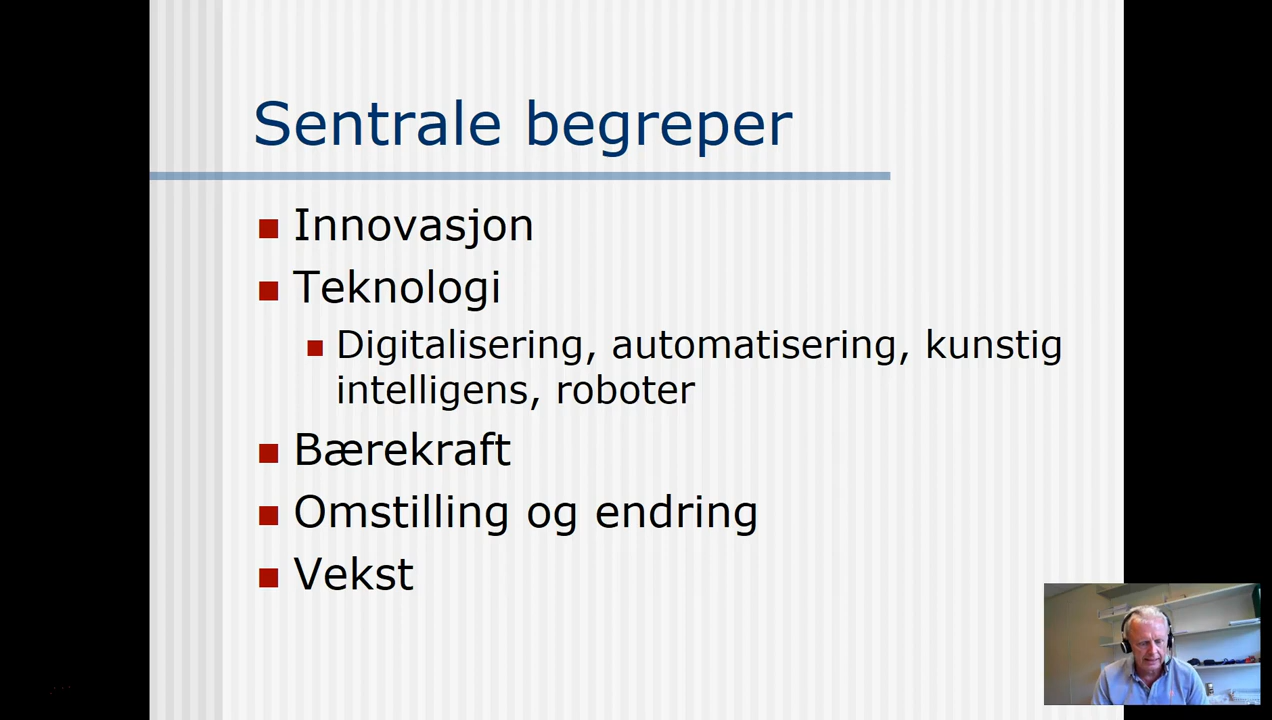 Sentrale begreper
Innovasjon
Teknologi
Digitalisering, automatisering, kunstig
intelligens, roboter
Bærekraft
Omstilling og endring
Vekst